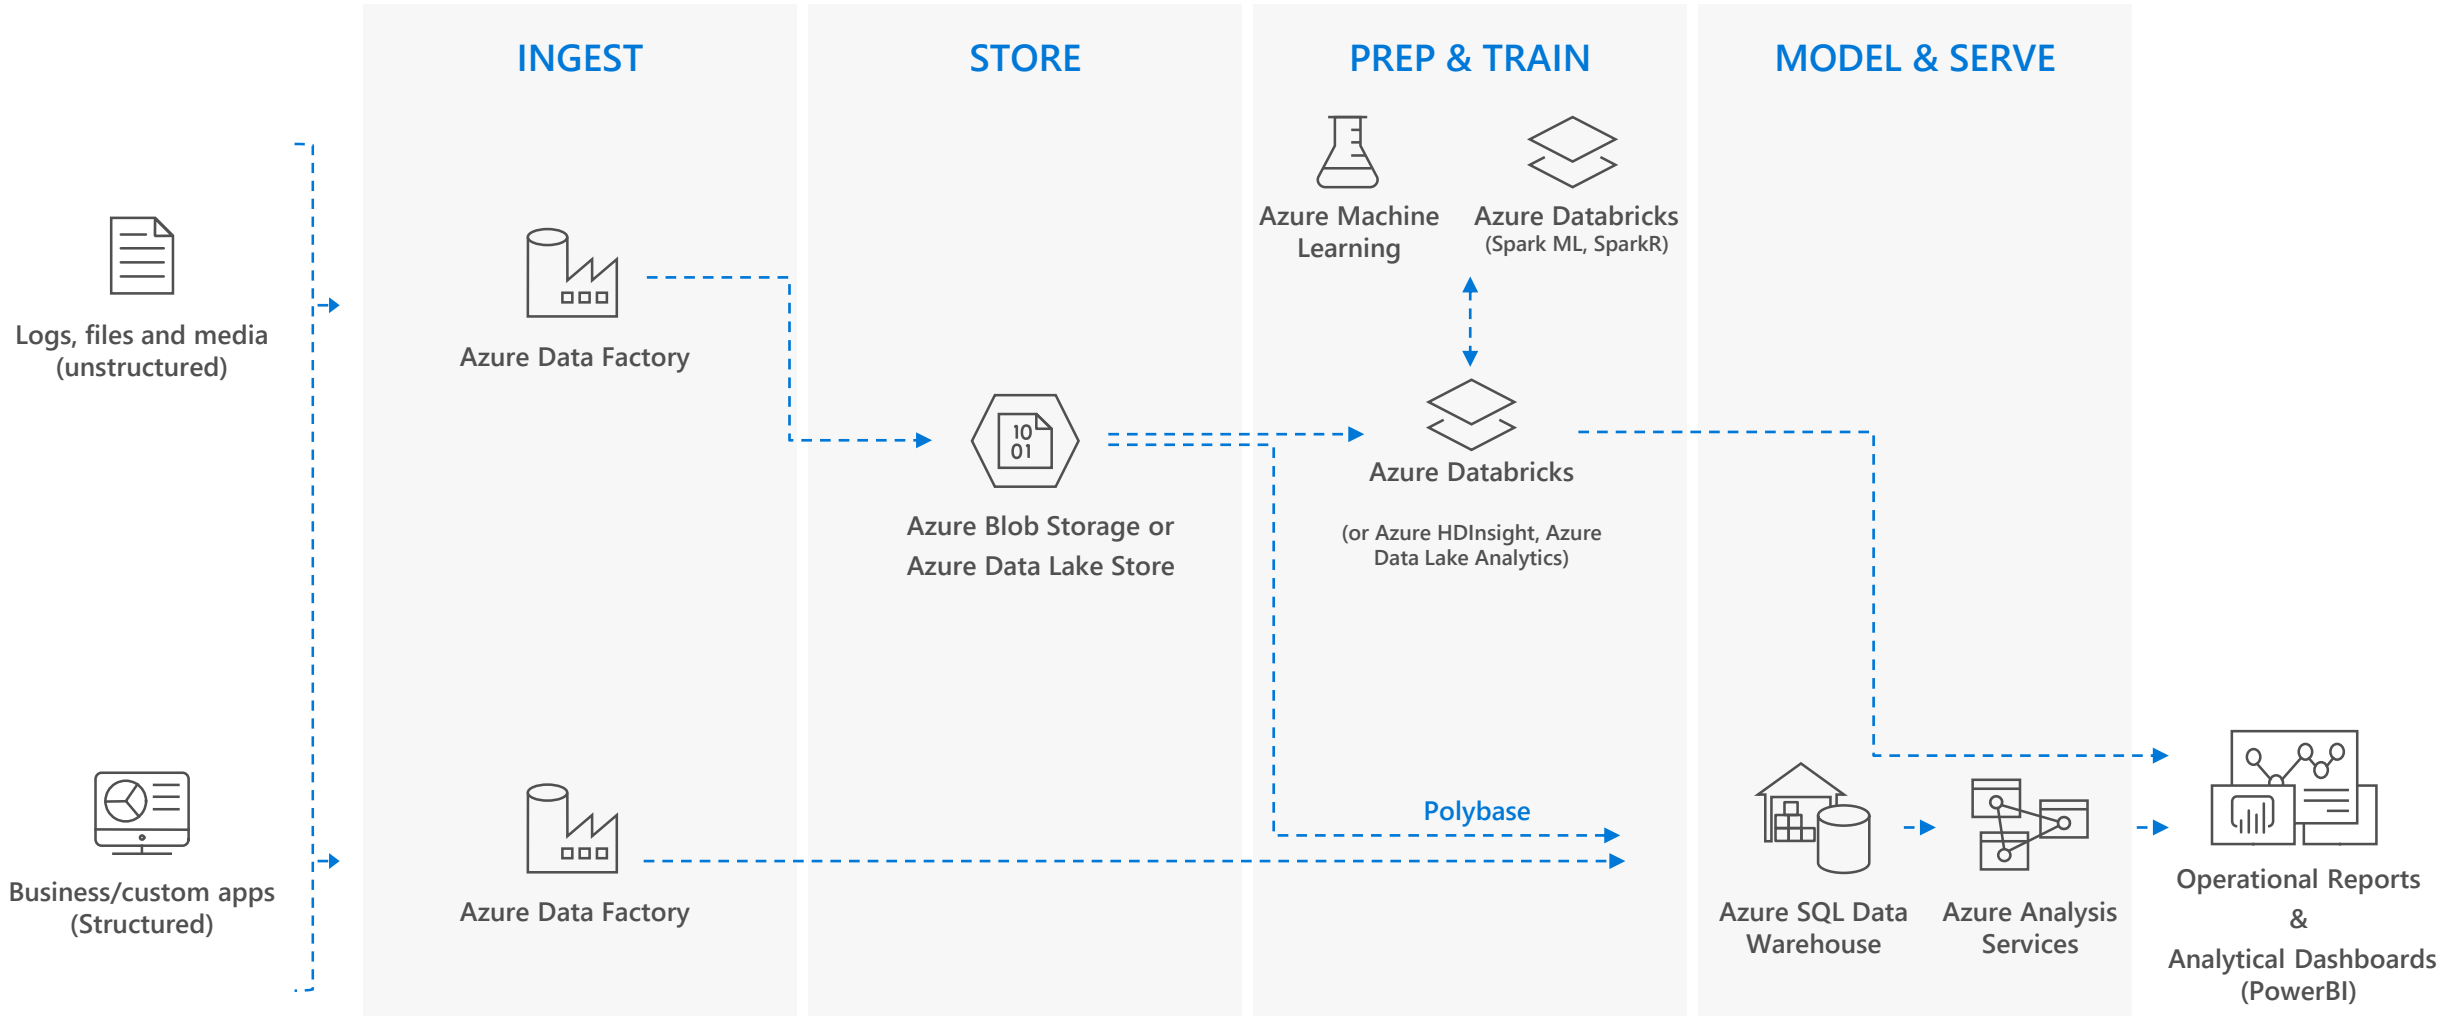 INGEST
STORE
PREP & TRAIN
MODEL & SERVE
Logs, files and media
(unstructured)
Azure Data Factory
10
01
Azure Blob Storage or
Azure Data Lake Store
Azure Machine
Learning
Azure Databricks
(Spark ML, SparkR)
Azure Databricks
(or Azure HDInsight, Azure
Data Lake Analytics)
Business/custom apps
(Structured)
Azure Data Factory
Polybase
Azure SQL Data
Warehouse
Azure Analysis
Services
Operational Reports
&
Analytical Dashboards
(PowerBI)